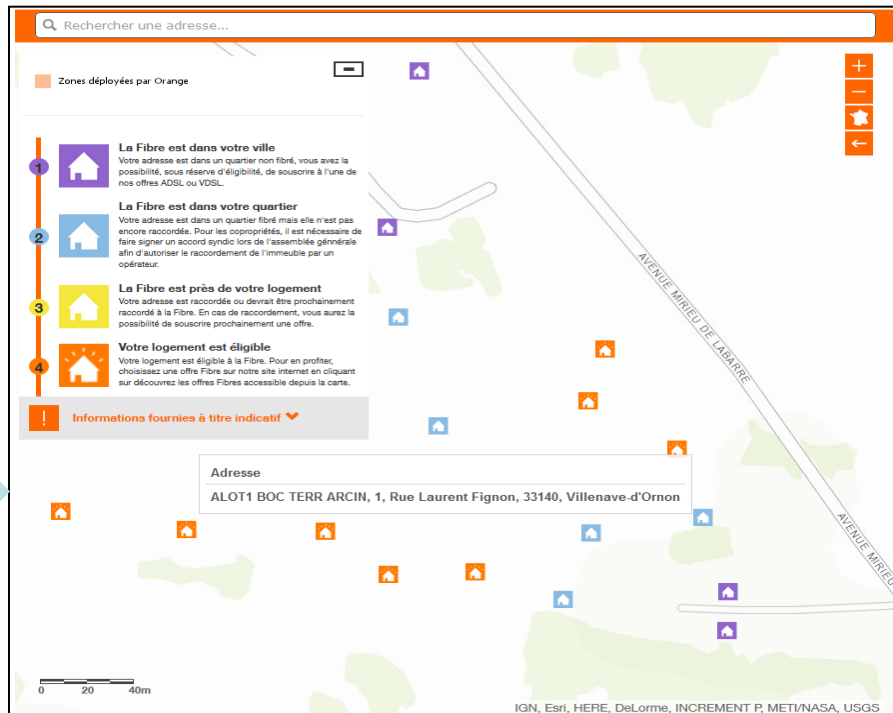 Rechercher une adresse...
Zones déployées par Orange
1
La Fibre est dans votre ville
Votre adresse est dans un quartier non fibré, vous avez la
possibilité, sous réserve d'éligibilité, de souscrire à l'une de
nos offres ADSL ou VDSL.
2
La Fibre est dans votre quartier
Votre adresse est dans un quartier fibré mais elle n'est pas
encore raccordée. Pour les copropriétés, il est nécessaire de
faire signer un accord syndic lors de l'assemblée génnérale
afin d'autoriser le raccordement de l'immeuble par un
opérateur.
3
La Fibre est près de votre logement
Votre adresse est raccordée ou devrait être prochainement
raccordé à la Fibre. En cas de raccordement, vous aurez la
possibilité de souscrire prochainement une offre.
4
Votre logement est éligible
Votre logement est éligible à la Fibre. Pour en profiter,
choisissez une offre Fibre sur notre site internet en cliquant
sur découvrez les offres Fibres accessible depuis la carte.
! Informations fournies à titre indicatif
AVENUE MIRIEU DE LABARRE
Adresse
ALOT1 BOC TERR ARCIN, 1, Rue Laurent Fignon, 33140, Villenave-d'Ornon
AVENUE MIRIEU
0 20 40m
IGN, Esri, HERE, DeLorme, INCREMENT P, METI/NASA, USGS